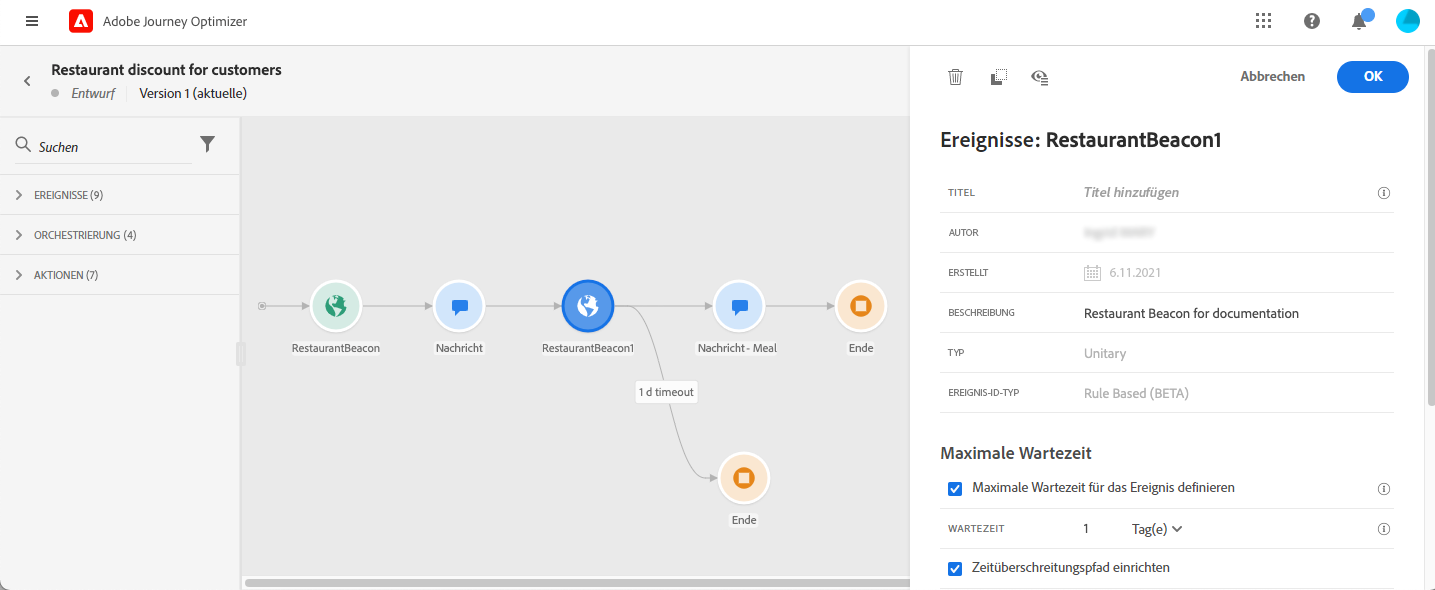 Adobe Journey Optimizer
Restaurant discount for customers
Entwurf Version 1 (aktuelle)
Abbrechen OK
Suchen
EREIGNISSE (9)
ORCHESTRIERUNG (4)
AKTIONEN (7)
RestaurantBeacon Nachricht RestaurantBeacon1 Nachricht - Meal Ende
1 d timeout
Ende
Ereignisse: RestaurantBeacon1
TITEL Titel hinzufügen
AUTOR
ERSTELLT 6.11.2021
BESCHREIBUNG Restaurant Beacon for documentation
TYP Unitary
EREIGNIS-ID-TYP Rule Based (BETA)
Maximale Wartezeit
Maximale Wartezeit für das Ereignis definieren
WARTEZEIT 1 Tag(e)
Zeitüberschreitungspfad einrichten